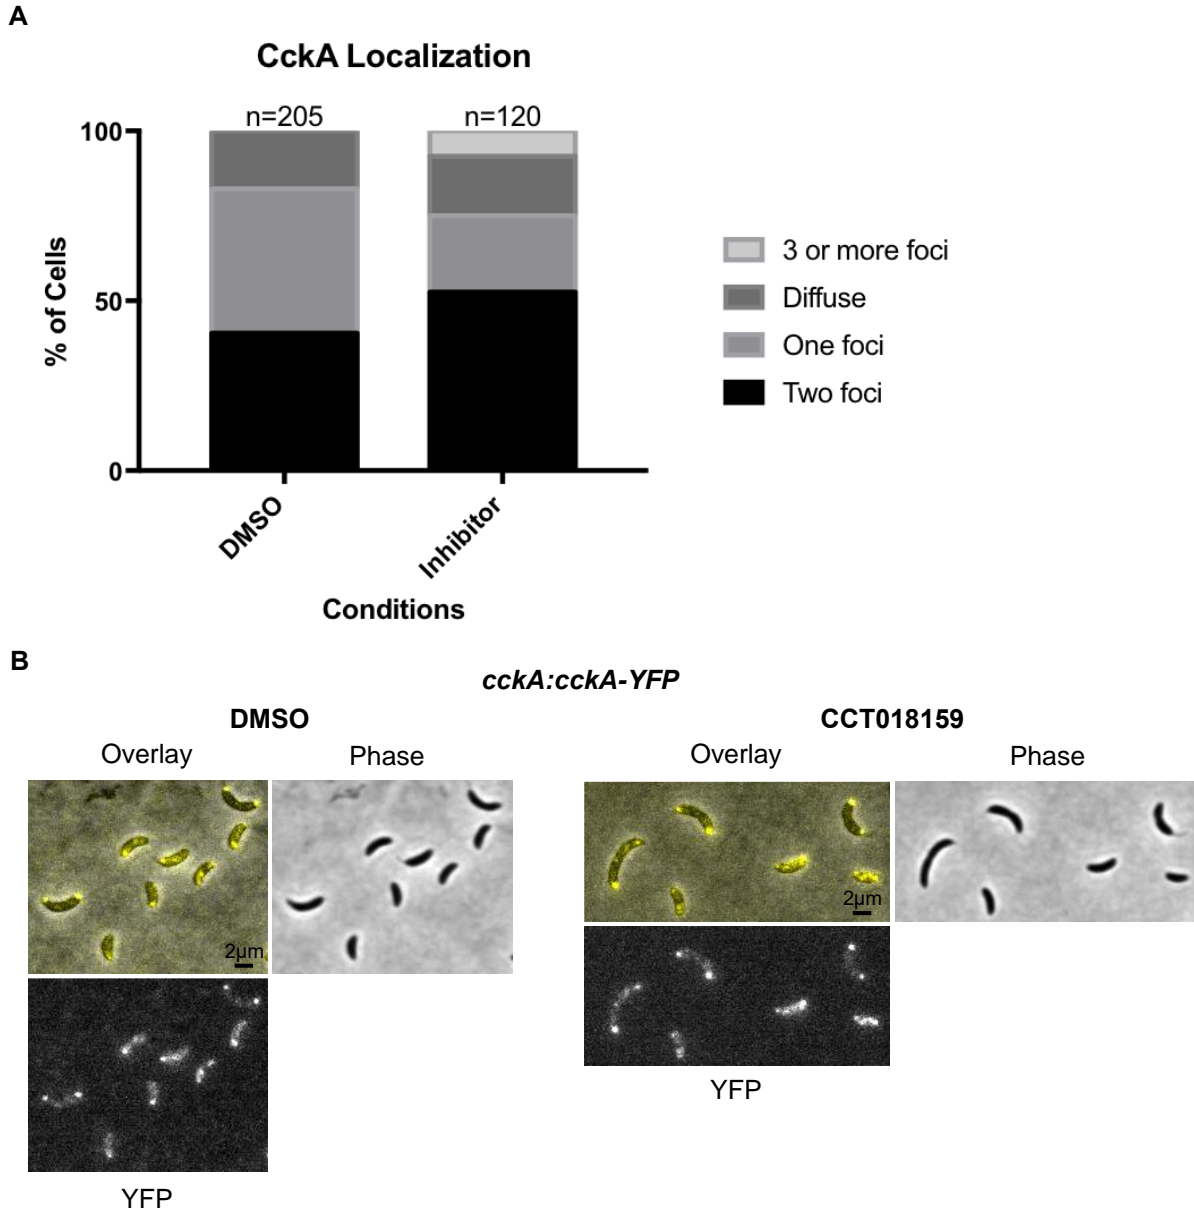 A
CckA Localization
n=205 n=120
100
50
0
% of Cells
3 or more foci
Diffuse
One foci
Two foci
DMSO
Inhibitor
Conditions
B
cckA:cckA-YFP
DMSO CCT018159
Overlay Phase Overlay Phase
2μm
2μm
YFP
YFP